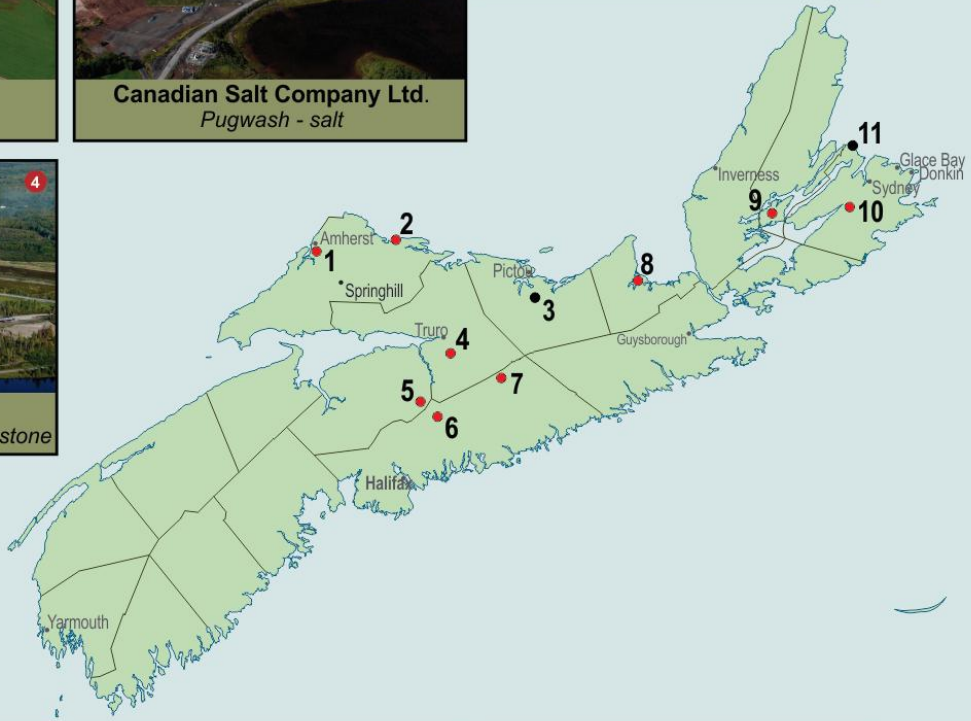 Canadian Salt Company Ltd.
Pugwash - salt
4
stone
11
Glace Bay
Donkin
Inverness
Sydney
9
10
2
Amherst
1
8
Pictou
Springhill
3
Truro
Guysborough
4
7
5
6
Halifax
Yarmouth